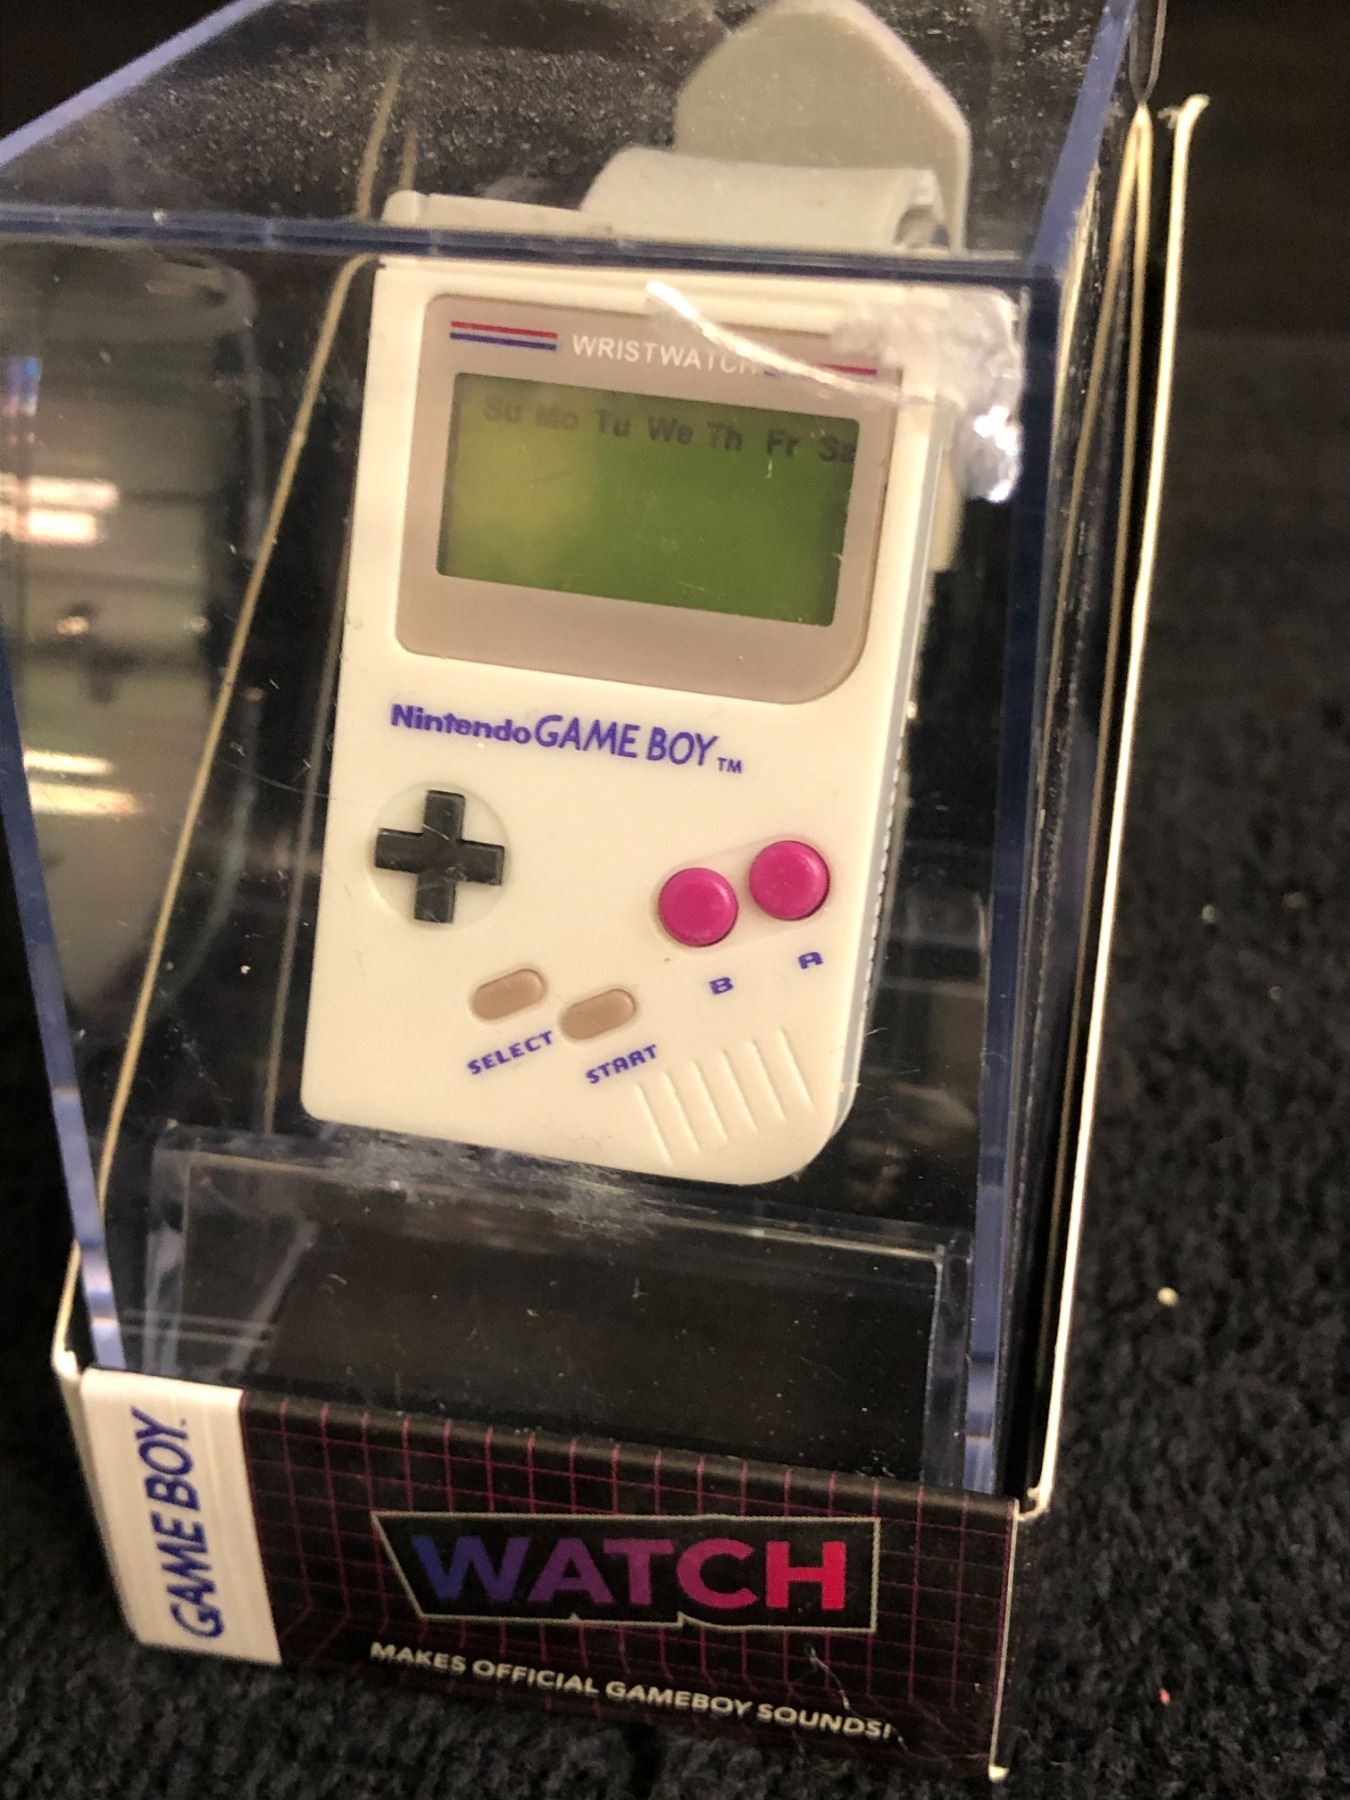 WRISTWATCH
Su Mo Tu We Th Fr Sa
Nintendo GAME BOY TM
B A
SELECT START
GAME BOY
WATCH
MAKES OFFICIAL GAMEBOY SOUNDS!